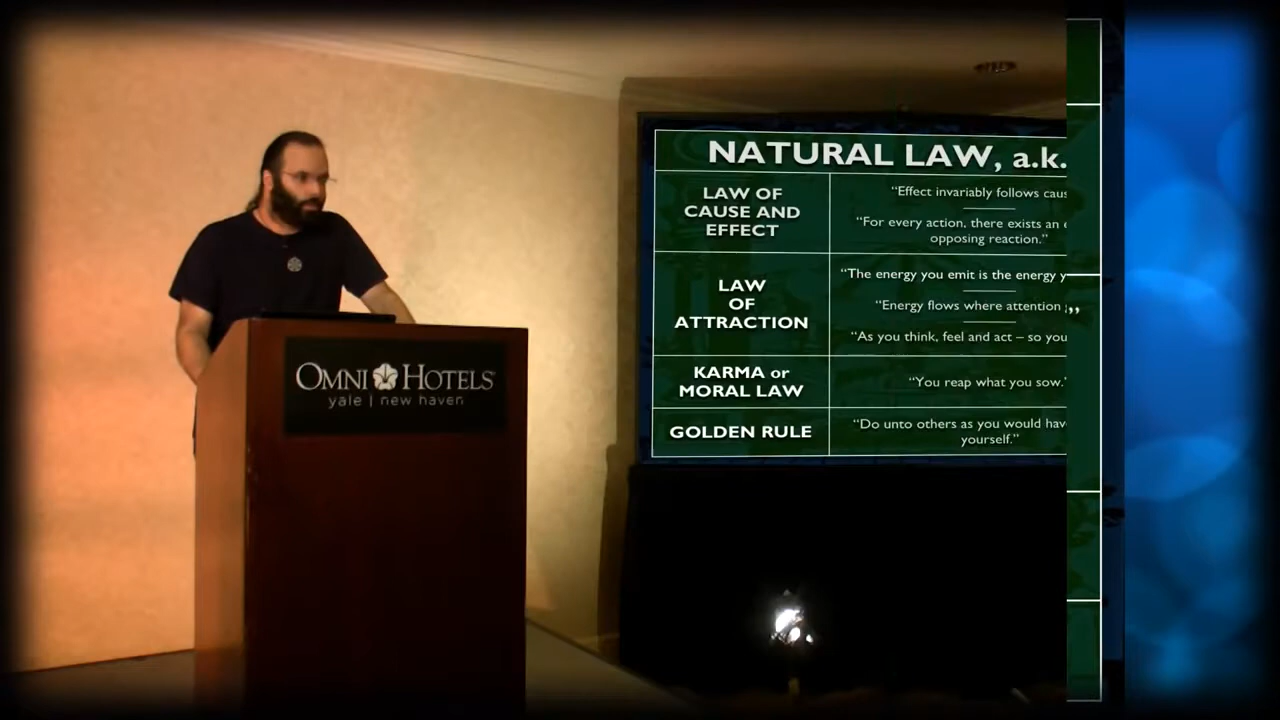 NATURAL LAW, a.k.
LAW OF
CAUSE AND
EFFECT
“Effect invariably follows caus
“For every action, there exists an e
opposing reaction.”
LAW
OF
ATTRACTION
“The energy you emit is the energy y
“Energy flows where attention
“As you think, feel and act – so you
KARMA or
MORAL LAW
“You reap what you sow.”
GOLDEN RULE
“Do unto others as you would hav
yourself.”
OMNI HOTELS
yale | new haven